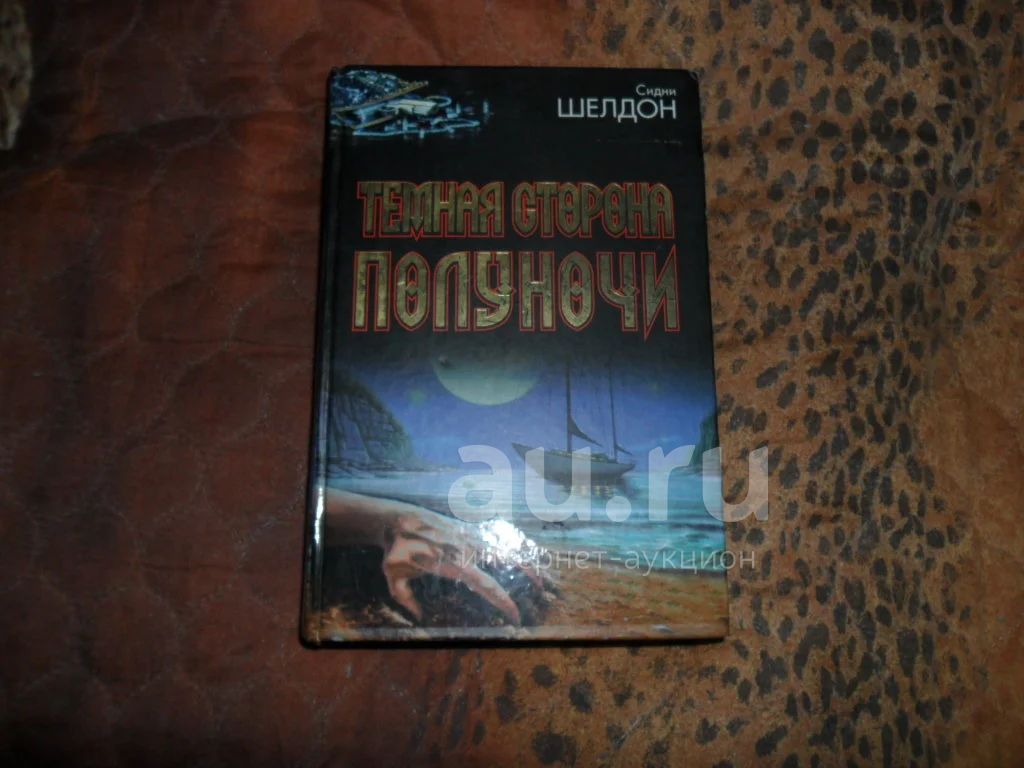 Сидни
ШЕЛДОН
ТЕМНАЯ СТОРОНА
ПОЛУНОЧИ
au.ru
интернет-аукцион